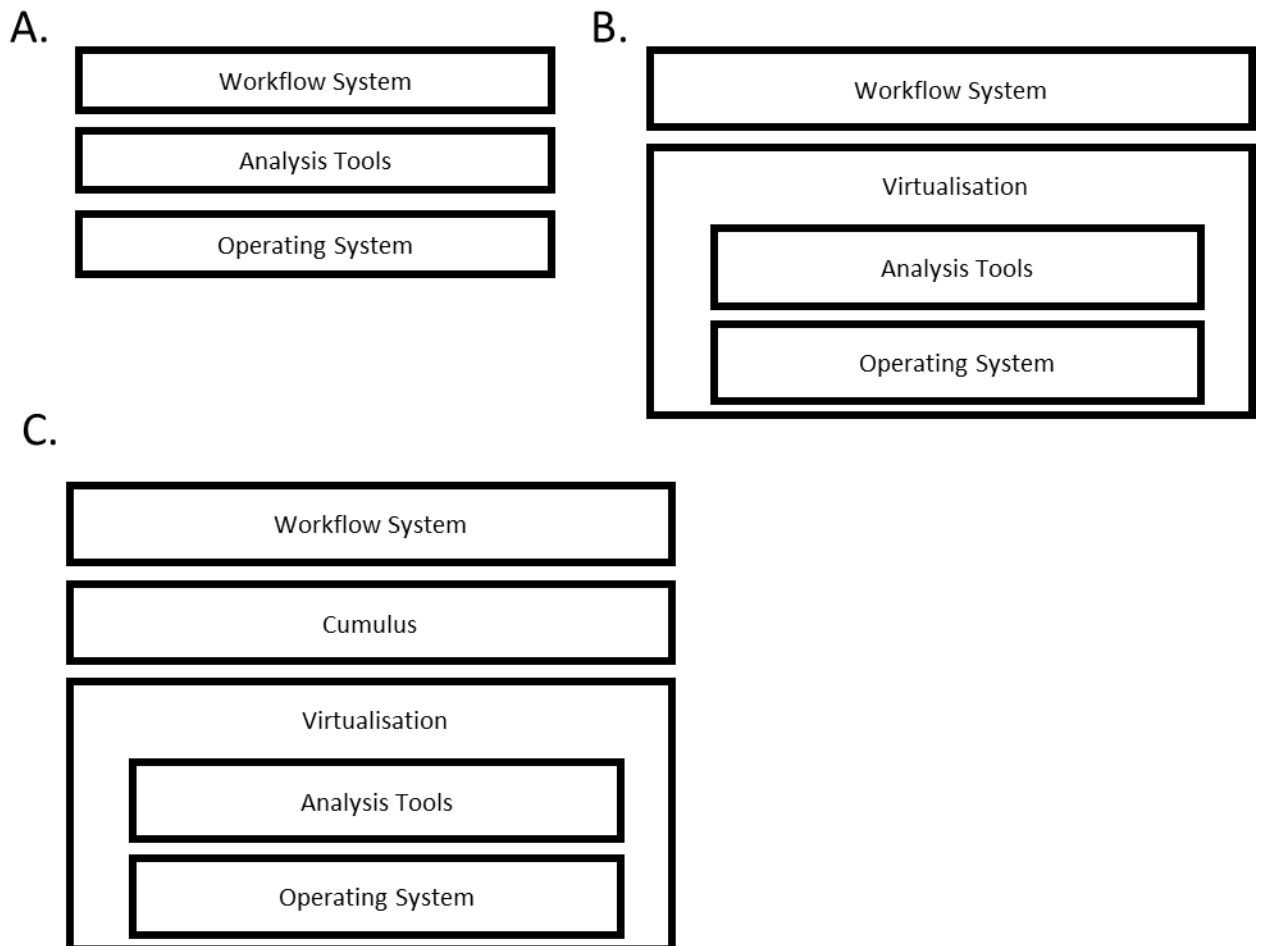 A.
Workflow System
Analysis Tools
Operating System
B.
Workflow System
Virtualisation
Analysis Tools
Operating System
C.
Workflow System
Cumulus
Virtualisation
Analysis Tools
Operating System